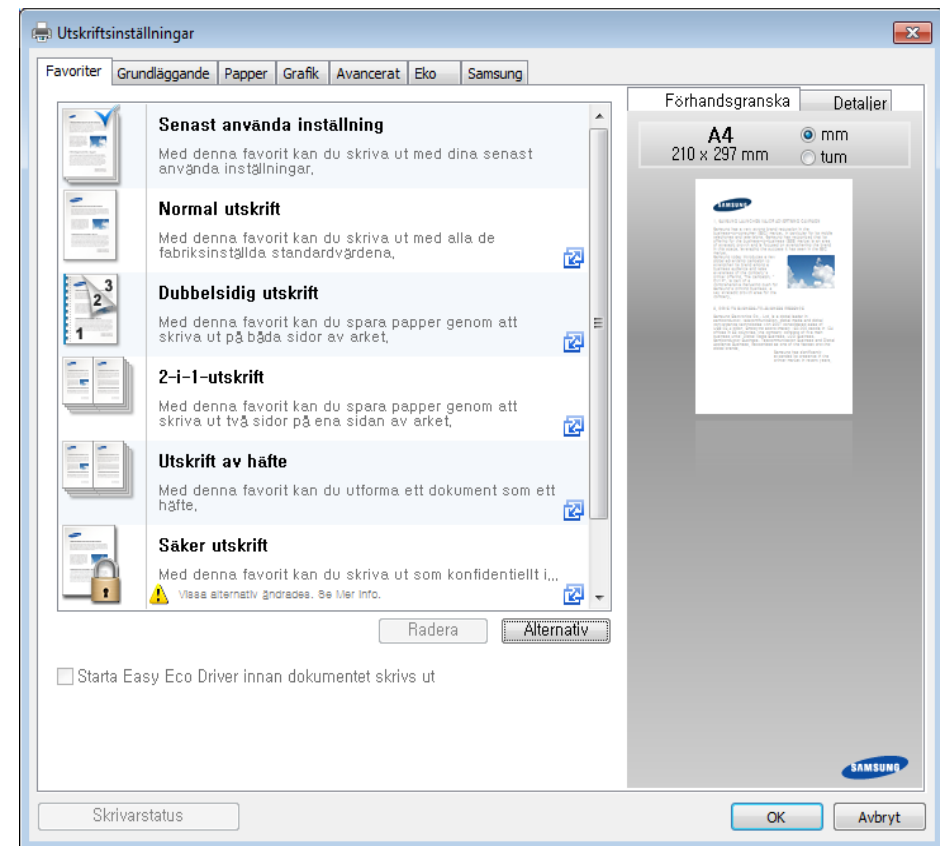 Utskriftsinställningar
Favoriter Grundläggande Papper Grafik Avancerat Eko Samsung
Senast använda inställning
Med denna favorit kan du skriva ut med dina senast
använda inställningar,
Normal utskrift
Med denna favorit kan du skriva ut med alla de
fabriksinställda standardvärdena,
3
2
1
Dubbelsidig utskrift
Med denna favorit kan du spara papper genom att
skriva ut på båda sidor av arket,
2-i-1-utskrift
Med denna favorit kan du spara papper genom att
skriva ut två sidor på ena sidan av arket,
Utskrift av häfte
Med denna favorit kan du utforma ett dokument som ett
häfte,
Säker utskrift
Med denna favorit kan du skriva ut som konfidentiellt i,,,
Vissa alternativ ändrades. Se Mer info.
Radera Alternativ
Starta Easy Eco Driver innan dokumentet skrivs ut
Förhandsgranska Detaljer
A4
210 x 297 mm
mm
tum
SAMSUNG
SAMSUNG
Skrivarstatus OK Avbryt